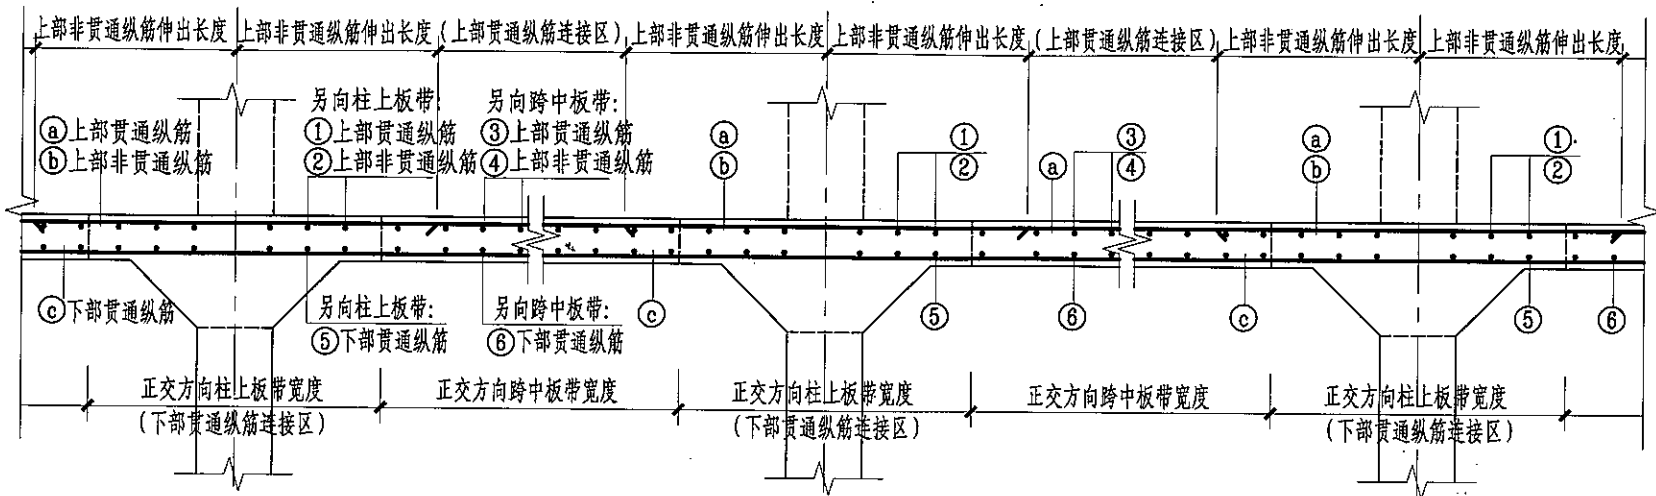 上部非贯通纵筋伸出长度 上部非贯通纵筋伸出长度 (上部贯通纵筋连接区) 上部非贯通纵筋伸出长度 上部非贯通纵筋伸出长度 (上部贯通纵筋连接区) 上部非贯通纵筋伸出长度 上部非贯通纵筋伸出长度
另向柱上板带: 另向跨中板带:
ⓐ上部贯通纵筋 ①上部贯通纵筋 ③上部贯通纵筋 ⓐ ① ③ ⓐ ①
ⓑ上部非贯通纵筋 ②上部非贯通纵筋 ④上部非贯通纵筋 ⓑ ② ⓐ ④ ⓑ ②
ⓒ下部贯通纵筋 另向柱上板带: 另向跨中板带: ⓒ ⑤ ⑥ ⓒ ⑤ ⑥
⑤下部贯通纵筋 ⑥下部贯通纵筋
正交方向柱上板带宽度 正交方向跨中板带宽度 正交方向柱上板带宽度 正交方向跨中板带宽度 正交方向柱上板带宽度
(下部贯通纵筋连接区) (下部贯通纵筋连接区) (下部贯通纵筋连接区)